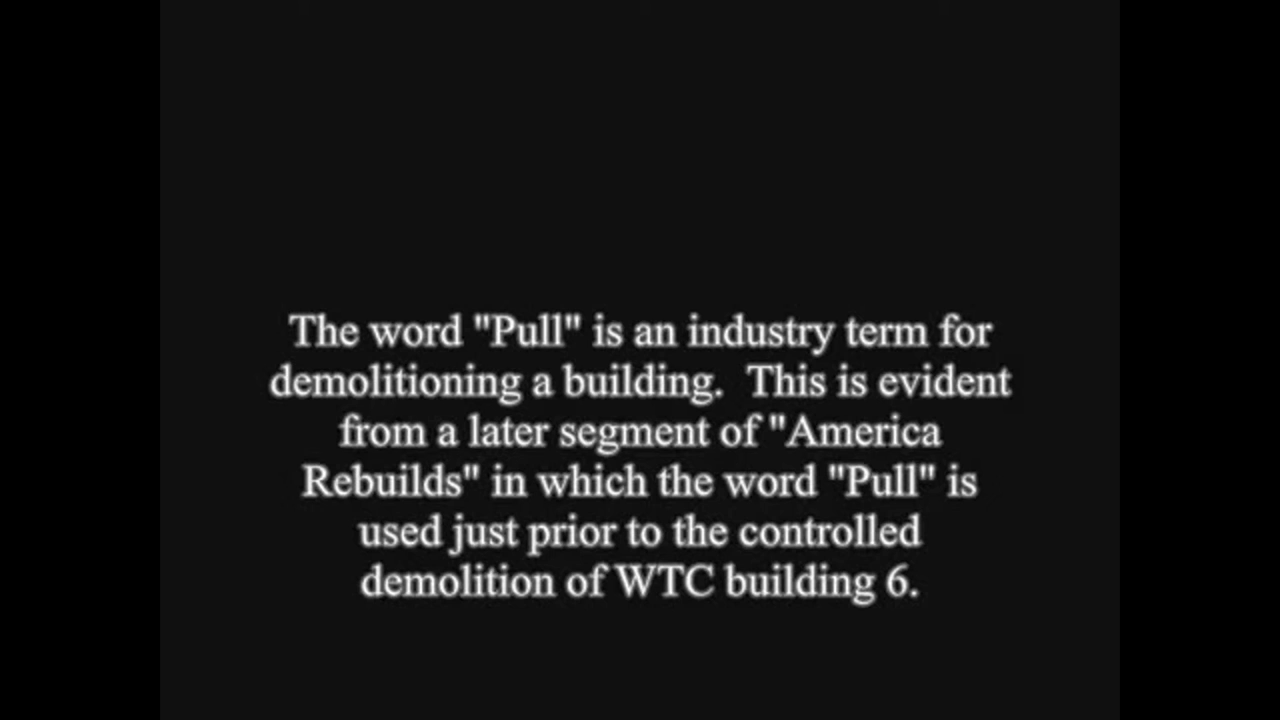 The word "Pull" is an industry term for
demolitioning a building.  This is evident
from a later segment of "America
Rebuilds" in which the word "Pull" is
used just prior to the controlled
demolition of WTC building 6.